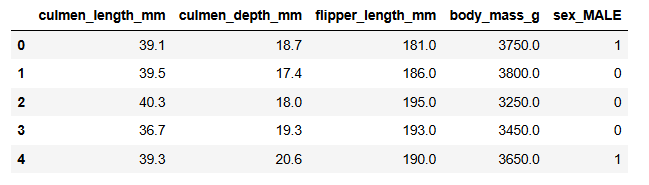 culmen_length_mm culmen_depth_mm flipper_length_mm body_mass_g sex_MALE
0 39.1 18.7 181.0 3750.0 1
1 39.5 17.4 186.0 3800.0 0
2 40.3 18.0 195.0 3250.0 0
3 36.7 19.3 193.0 3450.0 0
4 39.3 20.6 190.0 3650.0 1